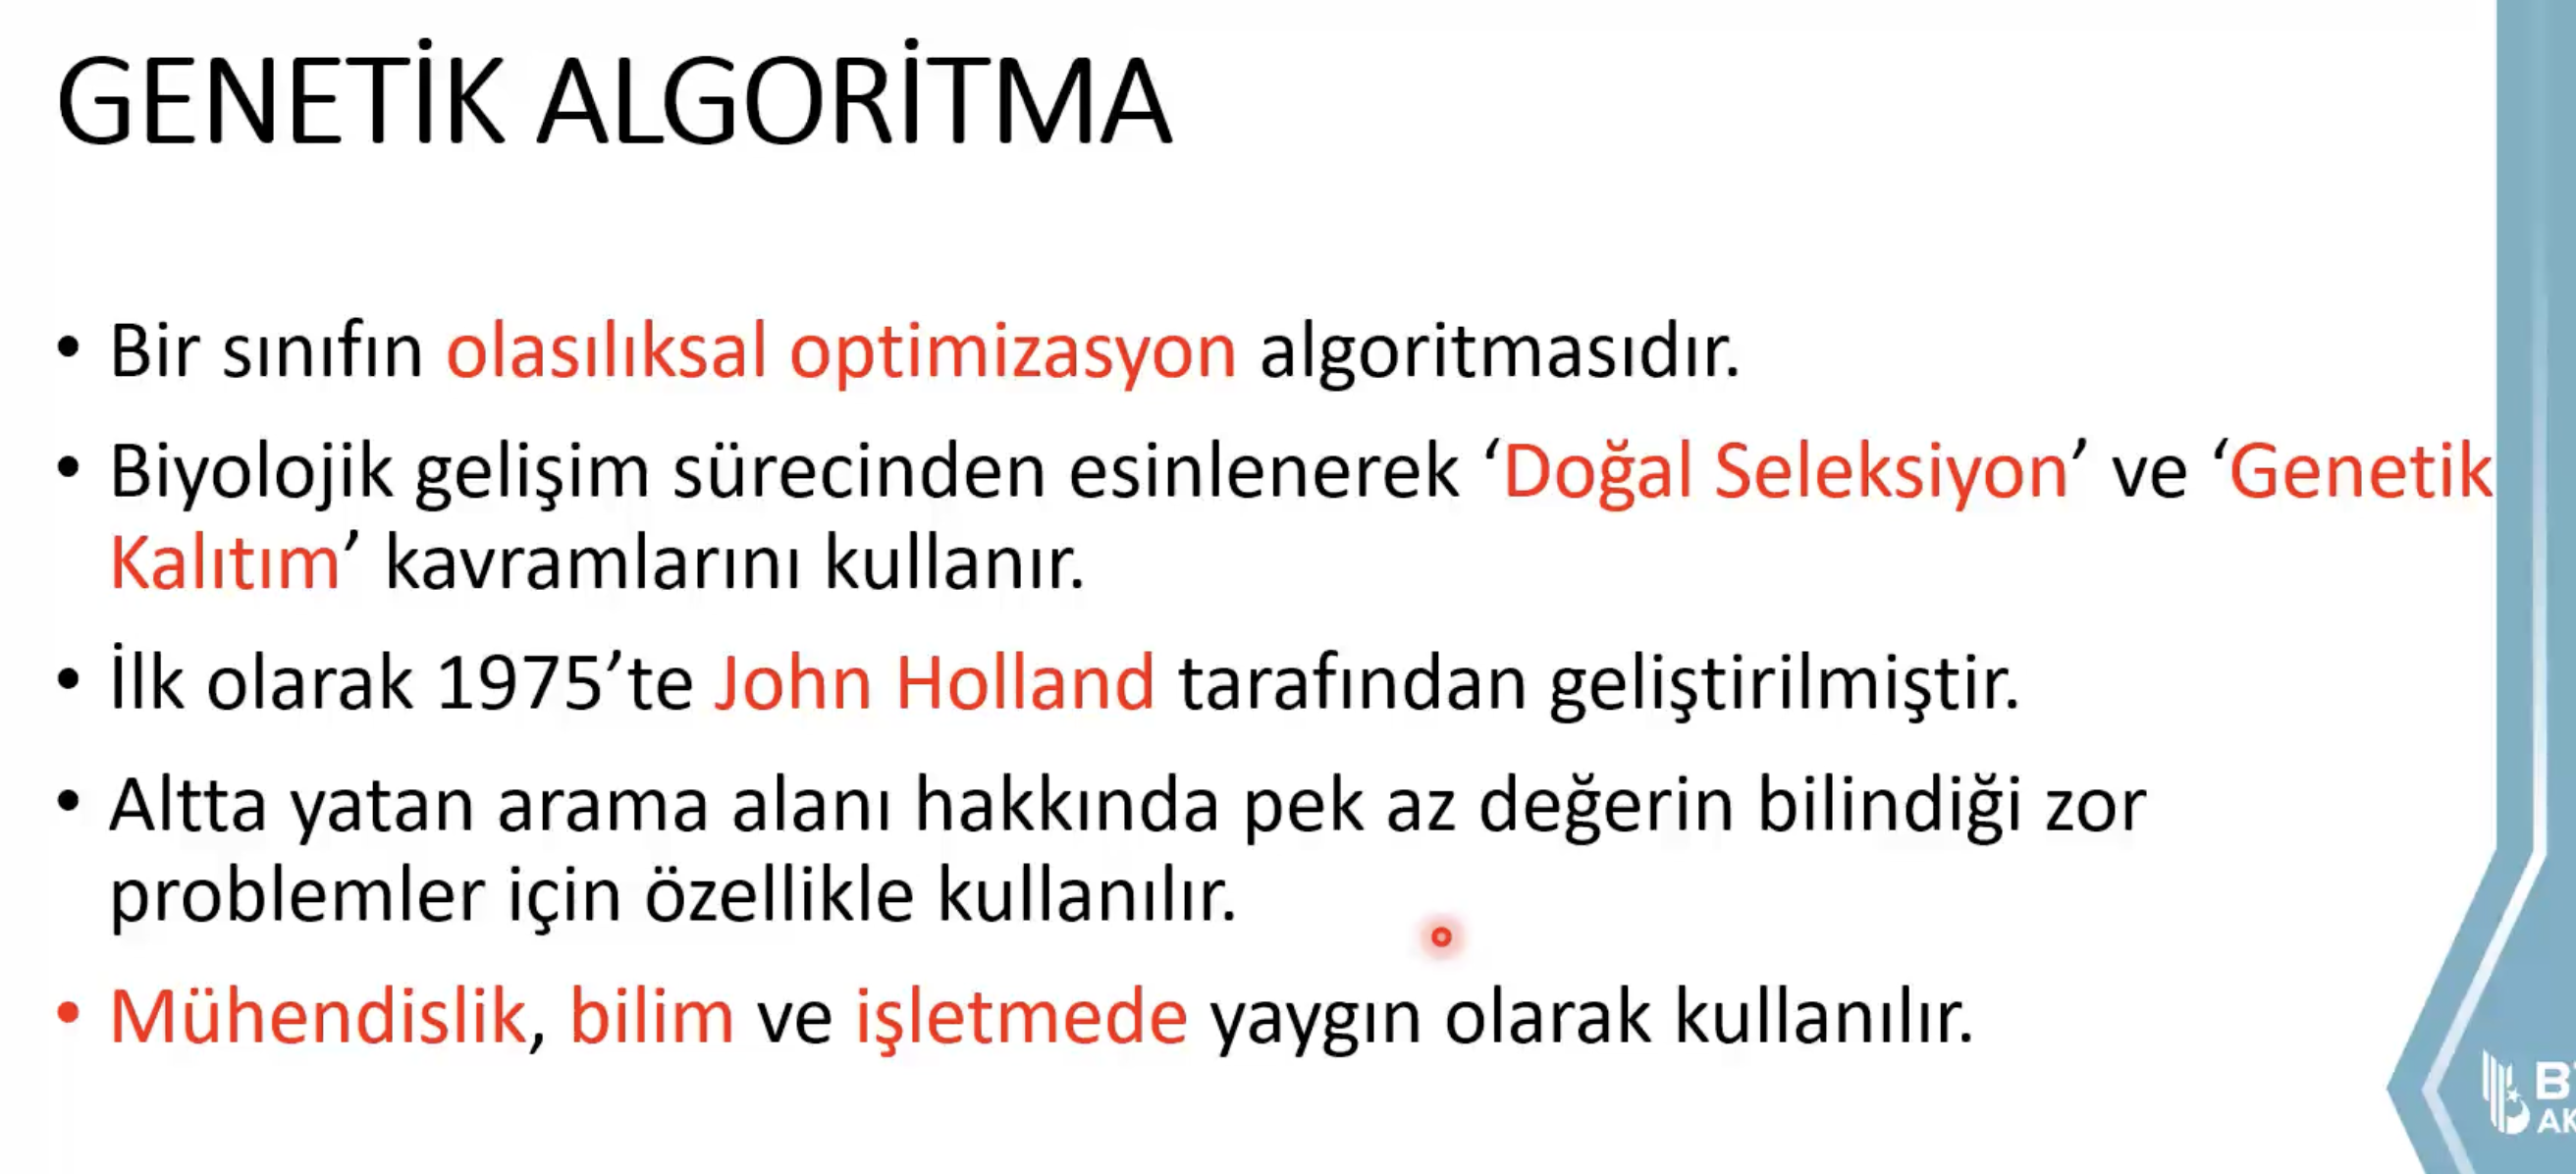 GENETİK ALGORİTMA
• Bir sınıfın olasılıksal optimizasyon algoritmasıdır.
• Biyolojik gelişim sürecinden esinlenerek ‘Doğal Seleksiyon’ ve ‘Genetik
Kalıtım’ kavramlarını kullanır.
• İlk olarak 1975’te John Holland tarafından geliştirilmiştir.
• Altta yatan arama alanı hakkında pek az değerin bilindiği zor
problemler için özellikle kullanılır.
• Mühendislik, bilim ve işletmede yaygın olarak kullanılır.